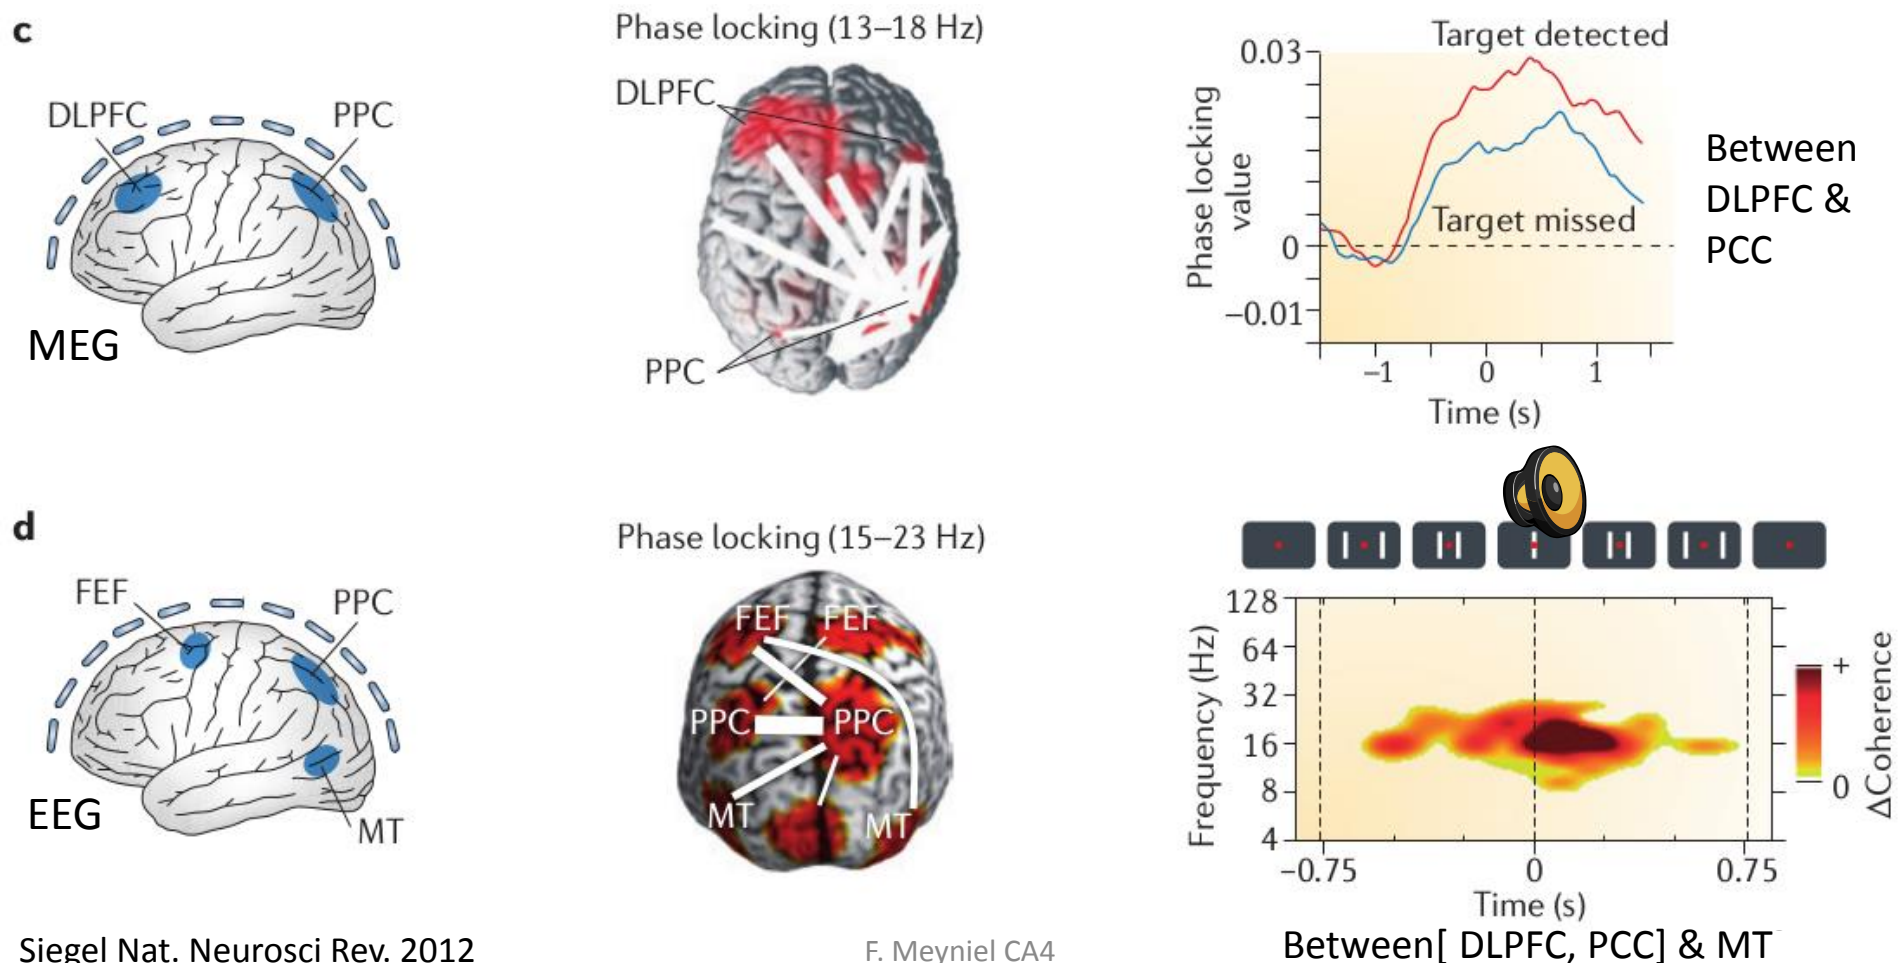 c
DLPFC
PPC
MEG
Phase locking (13–18 Hz)
DLPFC
PPC
Target detected
Target missed
0.03
0
−0.01
Phase locking
value
−1
0
1
Time (s)
Between
DLPFC &
PCC
d
FEF
PPC
MT
EEG
Phase locking (15–23 Hz)
FEF
FEF
PPC
PPC
MT
MT
128
64
32
16
8
4
Frequency (Hz)
−0.75
0
0.75
Time (s)
+
0
ΔCoherence
Between[ DLPFC, PCC] & MT
Siegel Nat. Neurosci Rev. 2012
F. Meyniel CA4